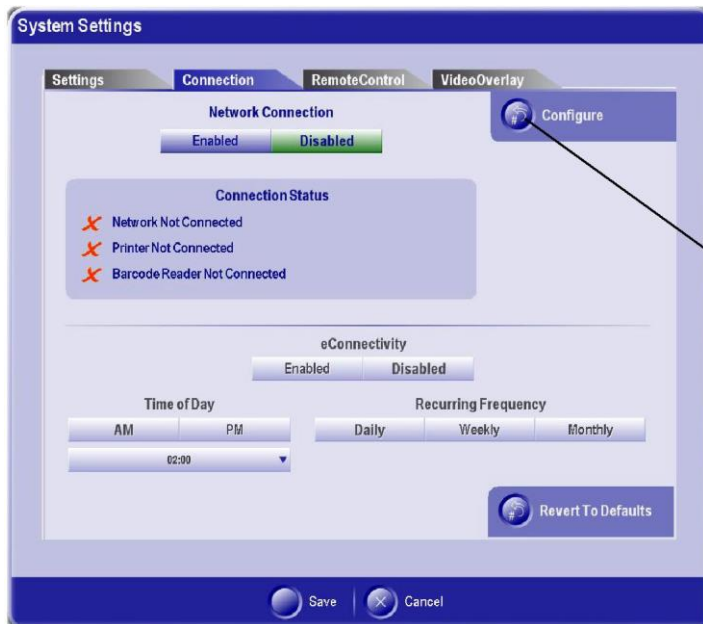 System Settings
Settings Connection RemoteControl VideoOverlay
Network Connection
Enabled Disabled
Configure
Connection Status
X Network Not Connected
X Printer Not Connected
X Barcode Reader Not Connected
eConnectivity
Enabled Disabled
Time of Day Recurring Frequency
AM PM Daily Weekly Monthly
02:00
# Revert To Defaults
Save Cancel